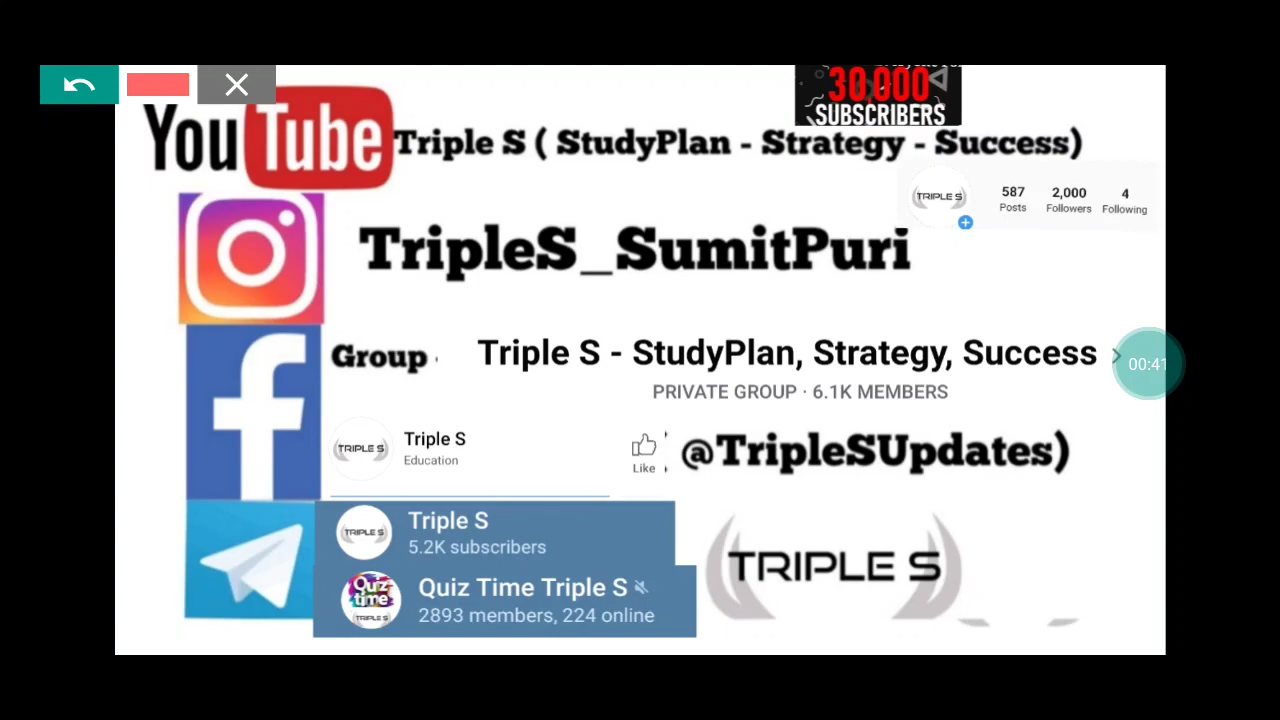 30,000
SUBSCRIBERS
YouTube
Triple S ( StudyPlan - Strategy - Success)
TRIPLE S
587
Posts
2,000
Followers
4
Following
TripleS_SumitPuri
Group
Triple S - StudyPlan, Strategy, Success
PRIVATE GROUP · 6.1K MEMBERS
00:41
TRIPLE S
Triple S
Education
Like
@TripleSUpdates)
TRIPLE S
Triple S
5.2K subscribers
Quiz time
TRIPLE S
Quiz Time Triple S
2893 members, 224 online
TRIPLE S